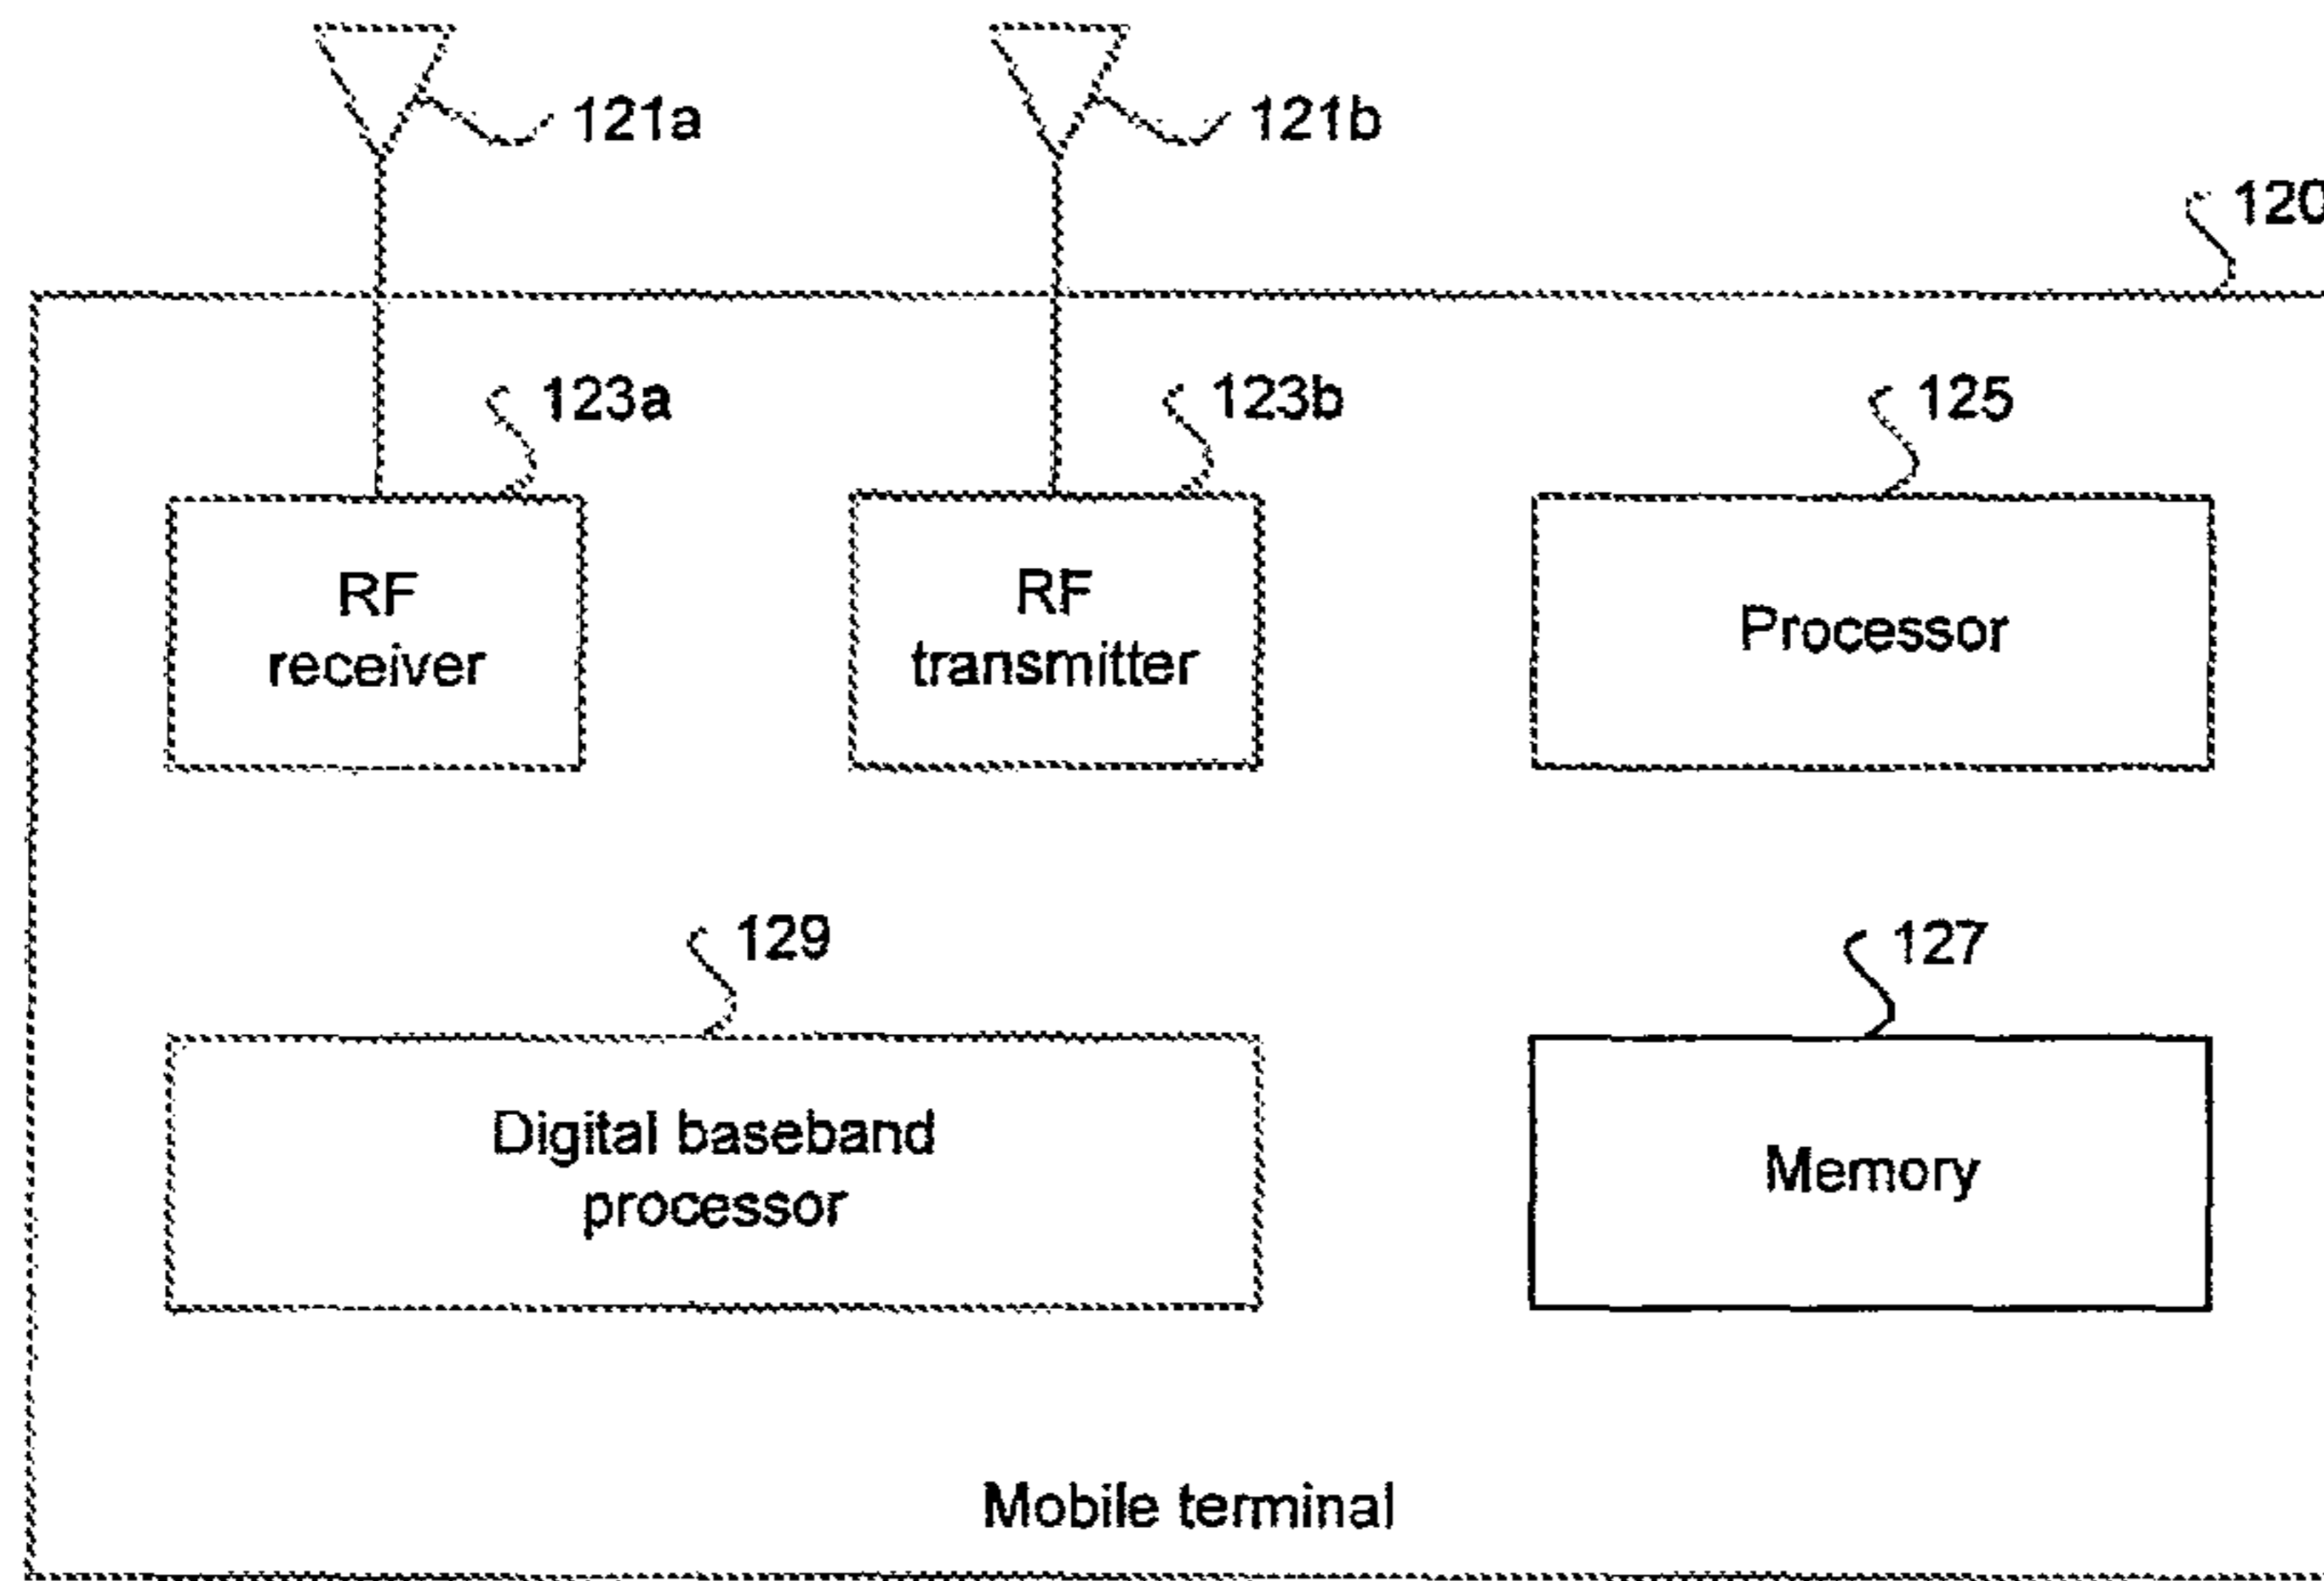 121a
121b
120
123a
123b
125
RF
receiver
RF
transmitter
Processor
129
127
Digital baseband
processor
Memory
Mobile terminal